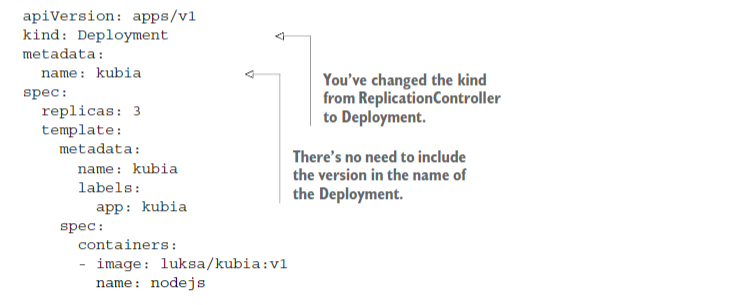 apiVersion: apps/v1
kind: Deployment
metadata:
  name: kubia
spec:
  replicas: 3
  template:
    metadata:
      name: kubia
      labels:
        app: kubia
    spec:
      containers:
      - image: luksa/kubia:v1
        name: nodejs
You've changed the kind
from ReplicationController
to Deployment.
There's no need to include
the version in the name of
the Deployment.